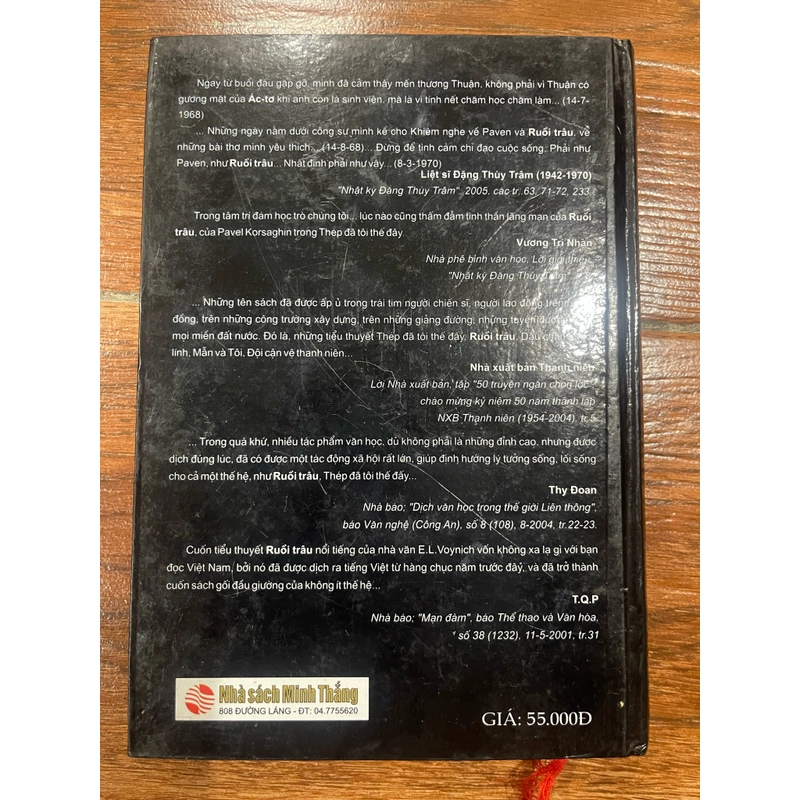 Ngay từ buổi đầu gặp gỡ, mình đã cảm thấy mến thương Thuận, không phải vì Thuận có
gương mặt của Ác-tơ khi anh còn là sinh viên, mà là vì tính nết chăm học chăm làm... (14-7-
1968)
... Những ngày nằm dưới công sự mình kể cho Khiêm nghe về Paven và Ruồi trâu, về
những bài thơ mình yêu thích... (14-8-68)... Đừng để tình cảm chỉ đạo cuộc sống. Phải như
Paven, như Ruồi trâu... Nhất định phải như vậy... (8-3-1970)
Liệt sĩ Đặng Thùy Trâm (1942-1970)
"Nhật ký Đặng Thùy Trâm", 2005, các tr. 63, 71-72, 233.
Trong tâm trí đám học trò chúng tôi... lúc nào cũng thấm đẫm tinh thần lãng mạn của Ruồi
trâu, của Pavel Korsaghin trong Thép đã tôi thế đấy.
Vương Trí Nhàn
Nhà phê bình văn học, Lời giới thiệu
"Nhật ký Đặng Thùy Trâm"
... Những tên sách đã được ấp ủ trong trái tim người chiến sĩ, người lao động trên
đồng, trên những công trường xây dựng, trên những giảng đường, những tuyến
mọi miền đất nước. Đó là, những tiểu thuyết Thép đã tôi thế đấy, Ruồi trâu,
lính, Mẫn và Tôi, Đội cận vệ thanh niên...
Nhà xuất bản Thanh niên
Lời Nhà xuất bản, tập "50 truyện ngắn chọn lọc"
chào mừng kỷ niệm 50 năm thành lập
NXB Thanh niên (1954-2004), tr.5
... Trong quá khứ, nhiều tác phẩm văn học, dù không phải là những đỉnh cao, nhưng được
dịch đúng lúc, đã có được một tác động xã hội rất lớn, giúp định hướng lý tưởng sống, lối sống
cho cả một thế hệ, như Ruồi trâu, Thép đã tôi thế đấy...
Thy Đoan
Nhà báo; "Dịch văn học trong thế giới Liên thông",
báo Văn nghệ (Công An), số 8 (108), 8-2004, tr.22-23.
Cuốn tiểu thuyết Ruồi trâu nổi tiếng của nhà văn E.L.Voynich vốn không xa lạ gì với bạn
đọc Việt Nam, bởi nó đã được dịch ra tiếng Việt từ hàng chục năm trước đây, và đã trở thành
cuốn sách gối đầu giường của không ít thế hệ...
T.Q.P
Nhà báo; "Mạn đàm", báo Thể thao và Văn hóa,
số 38 (1232), 11-5-2001, tr.31
Nhà sách Minh Thắng
808 ĐƯỜNG LÁNG - ĐT: 04.7755620
GIÁ: 55.000Đ